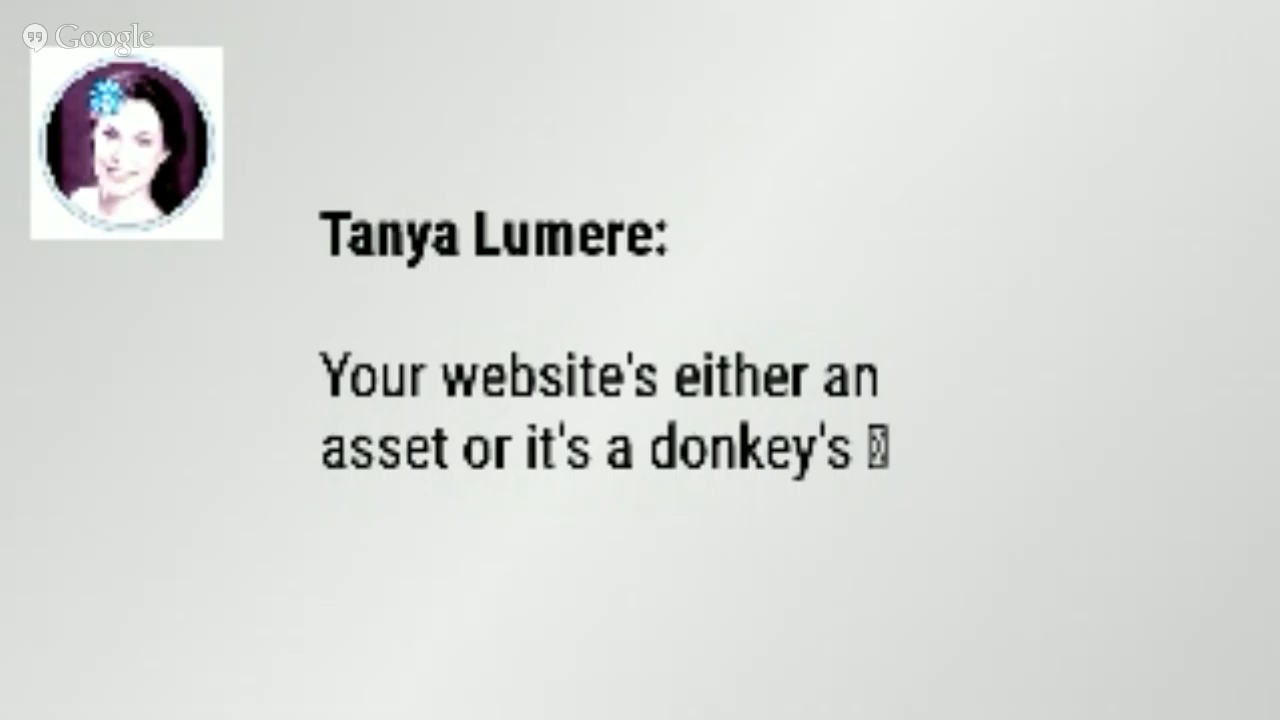 Google
Tanya Lumere:
Your website's either an
asset or it's a donkey's